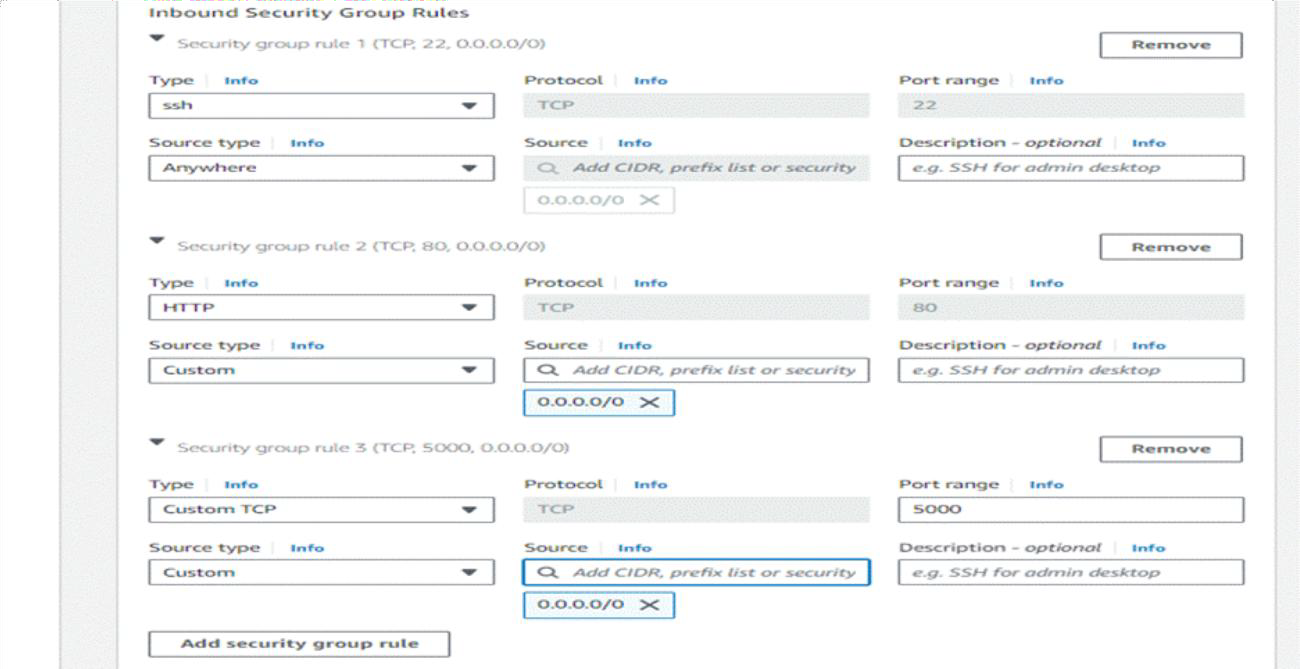 Inbound Security Group Rules
Security group rule 1 (TCP, 22, 0.0.0.0/0)
Remove
Type Info Protocol Info Port range Info
ssh TCP 22
Source type Info Source Info Description - optional Info
Anywhere Add CIDR, prefix list or security e.g. SSH for admin desktop
0.0.0.0/0
Security group rule 2 (TCP, 80, 0.0.0.0/0)
Remove
Type Info Protocol Info Port range Info
HTTP TCP 80
Source type Info Source Info Description - optional Info
Custom Add CIDR, prefix list or security e.g. SSH for admin desktop
0.0.0.0/0
Security group rule 3 (TCP, 5000, 0.0.0.0/0)
Remove
Type Info Protocol Info Port range Info
Custom TCP TCP 5000
Source type Info Source Info Description - optional Info
Custom Add CIDR, prefix list or security e.g. SSH for admin desktop
0.0.0.0/0
Add security group rule